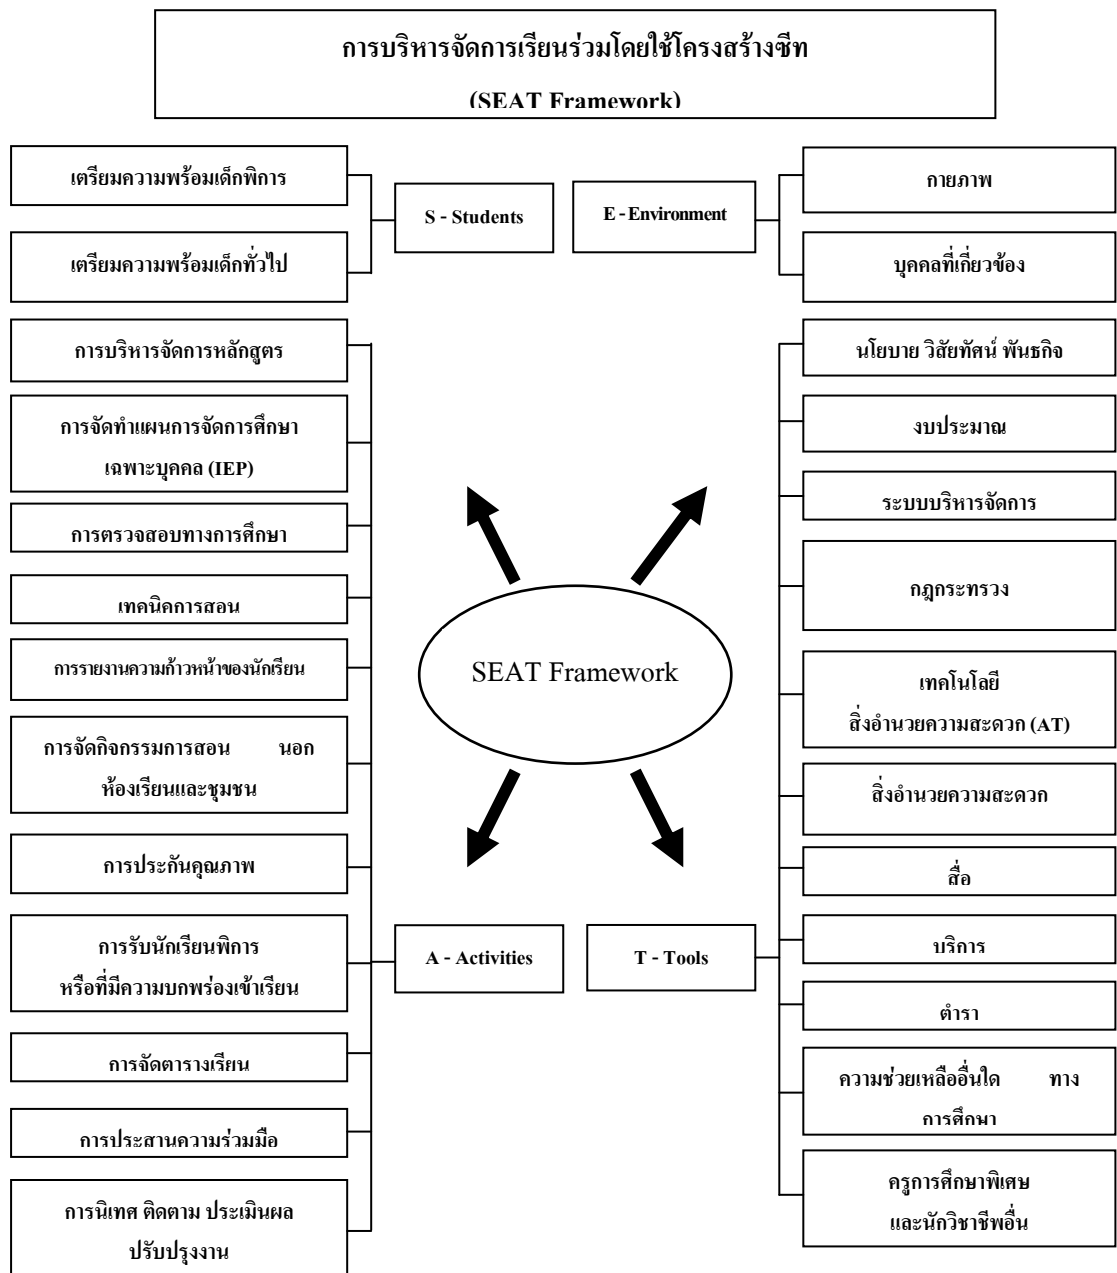 การบริหารจัดการเรียนร่วมโดยใช้โครงสร้างซีท
(SEAT Framework)
เตรียมความพร้อมเด็กพิการ
เตรียมความพร้อมเด็กทั่วไป
S - Students
E - Environment
กายภาพ
บุคคลที่เกี่ยวข้อง
การบริหารจัดการหลักสูตร
การจัดทำแผนการจัดการศึกษา
เฉพาะบุคคล (IEP)
การตรวจสอบทางการศึกษา
เทคนิคการสอน
การรายงานความก้าวหน้าของนักเรียน
การจัดกิจกรรมการสอน นอก
ห้องเรียนและชุมชน
การประกันคุณภาพ
การรับนักเรียนพิการ
หรือที่มีความบกพร่องเข้าเรียน
การจัดตารางเรียน
การประสานความร่วมมือ
การนิเทศ ติดตาม ประเมินผล
ปรับปรุงงาน
SEAT Framework
A - Activities
T - Tools
นโยบาย วิสัยทัศน์ พันธกิจ
งบประมาณ
ระบบบริหารจัดการ
กฎกระทรวง
เทคโนโลยี
สิ่งอำนวยความสะดวก (AT)
สิ่งอำนวยความสะดวก
สื่อ
บริการ
ตำรา
ความช่วยเหลืออื่นใด ทาง
การศึกษา
ครูการศึกษาพิเศษ
และนักวิชาชีพอื่น